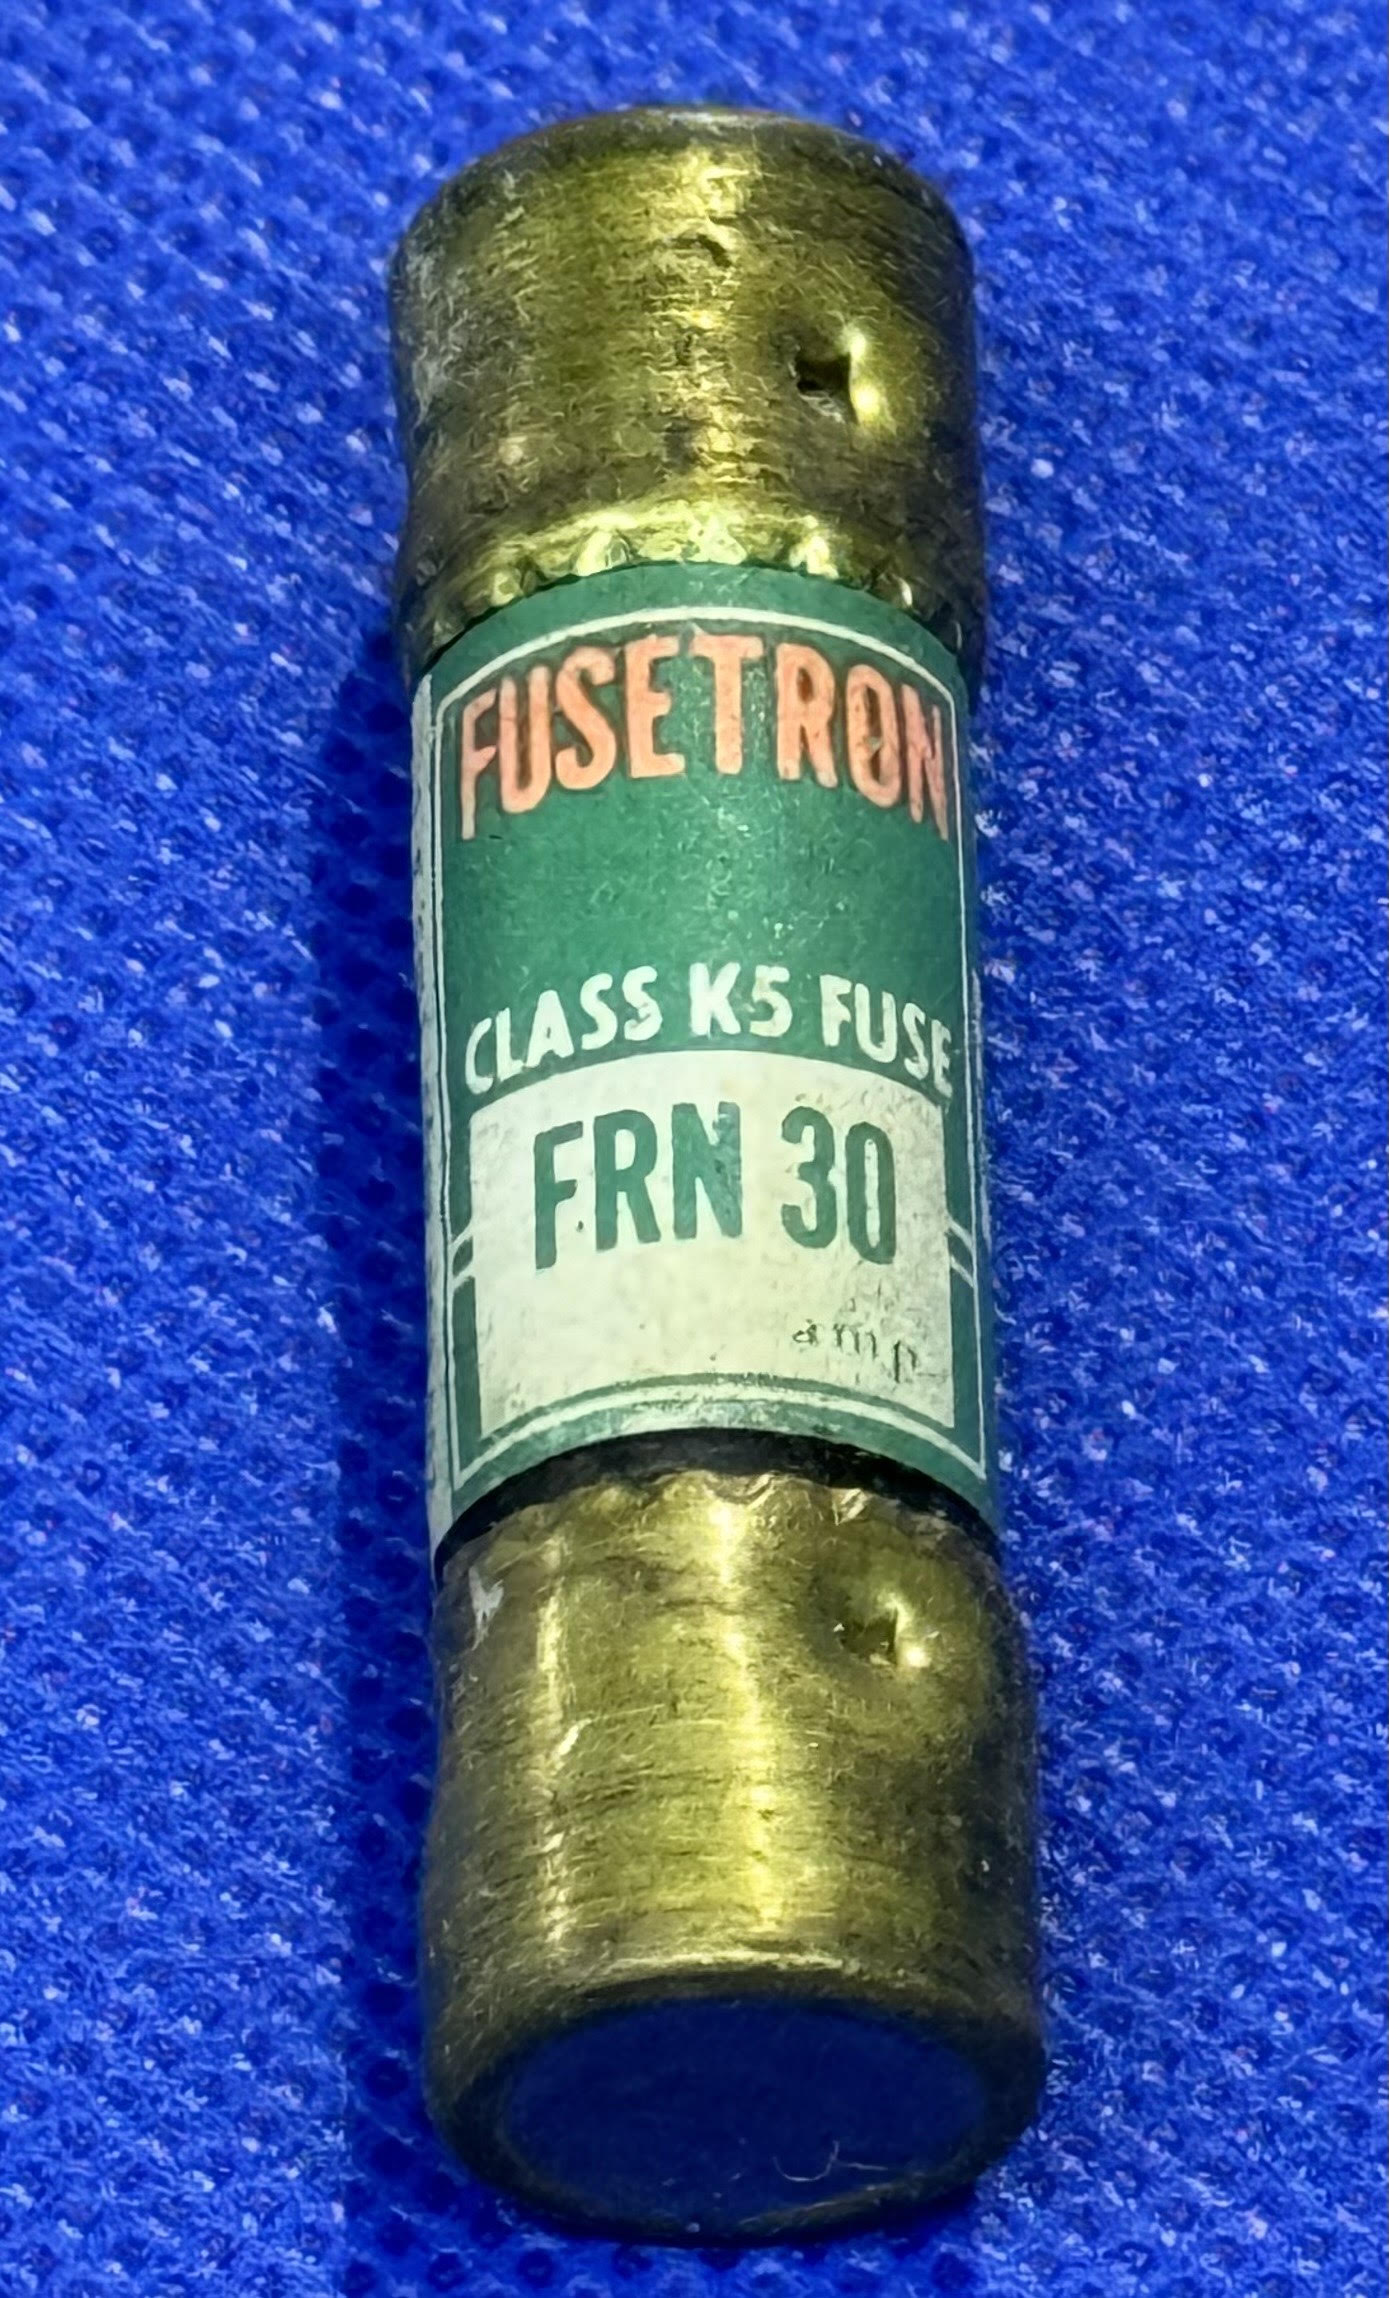 FUSETRON
CLASS K5 FUSE
FRN 30
amp